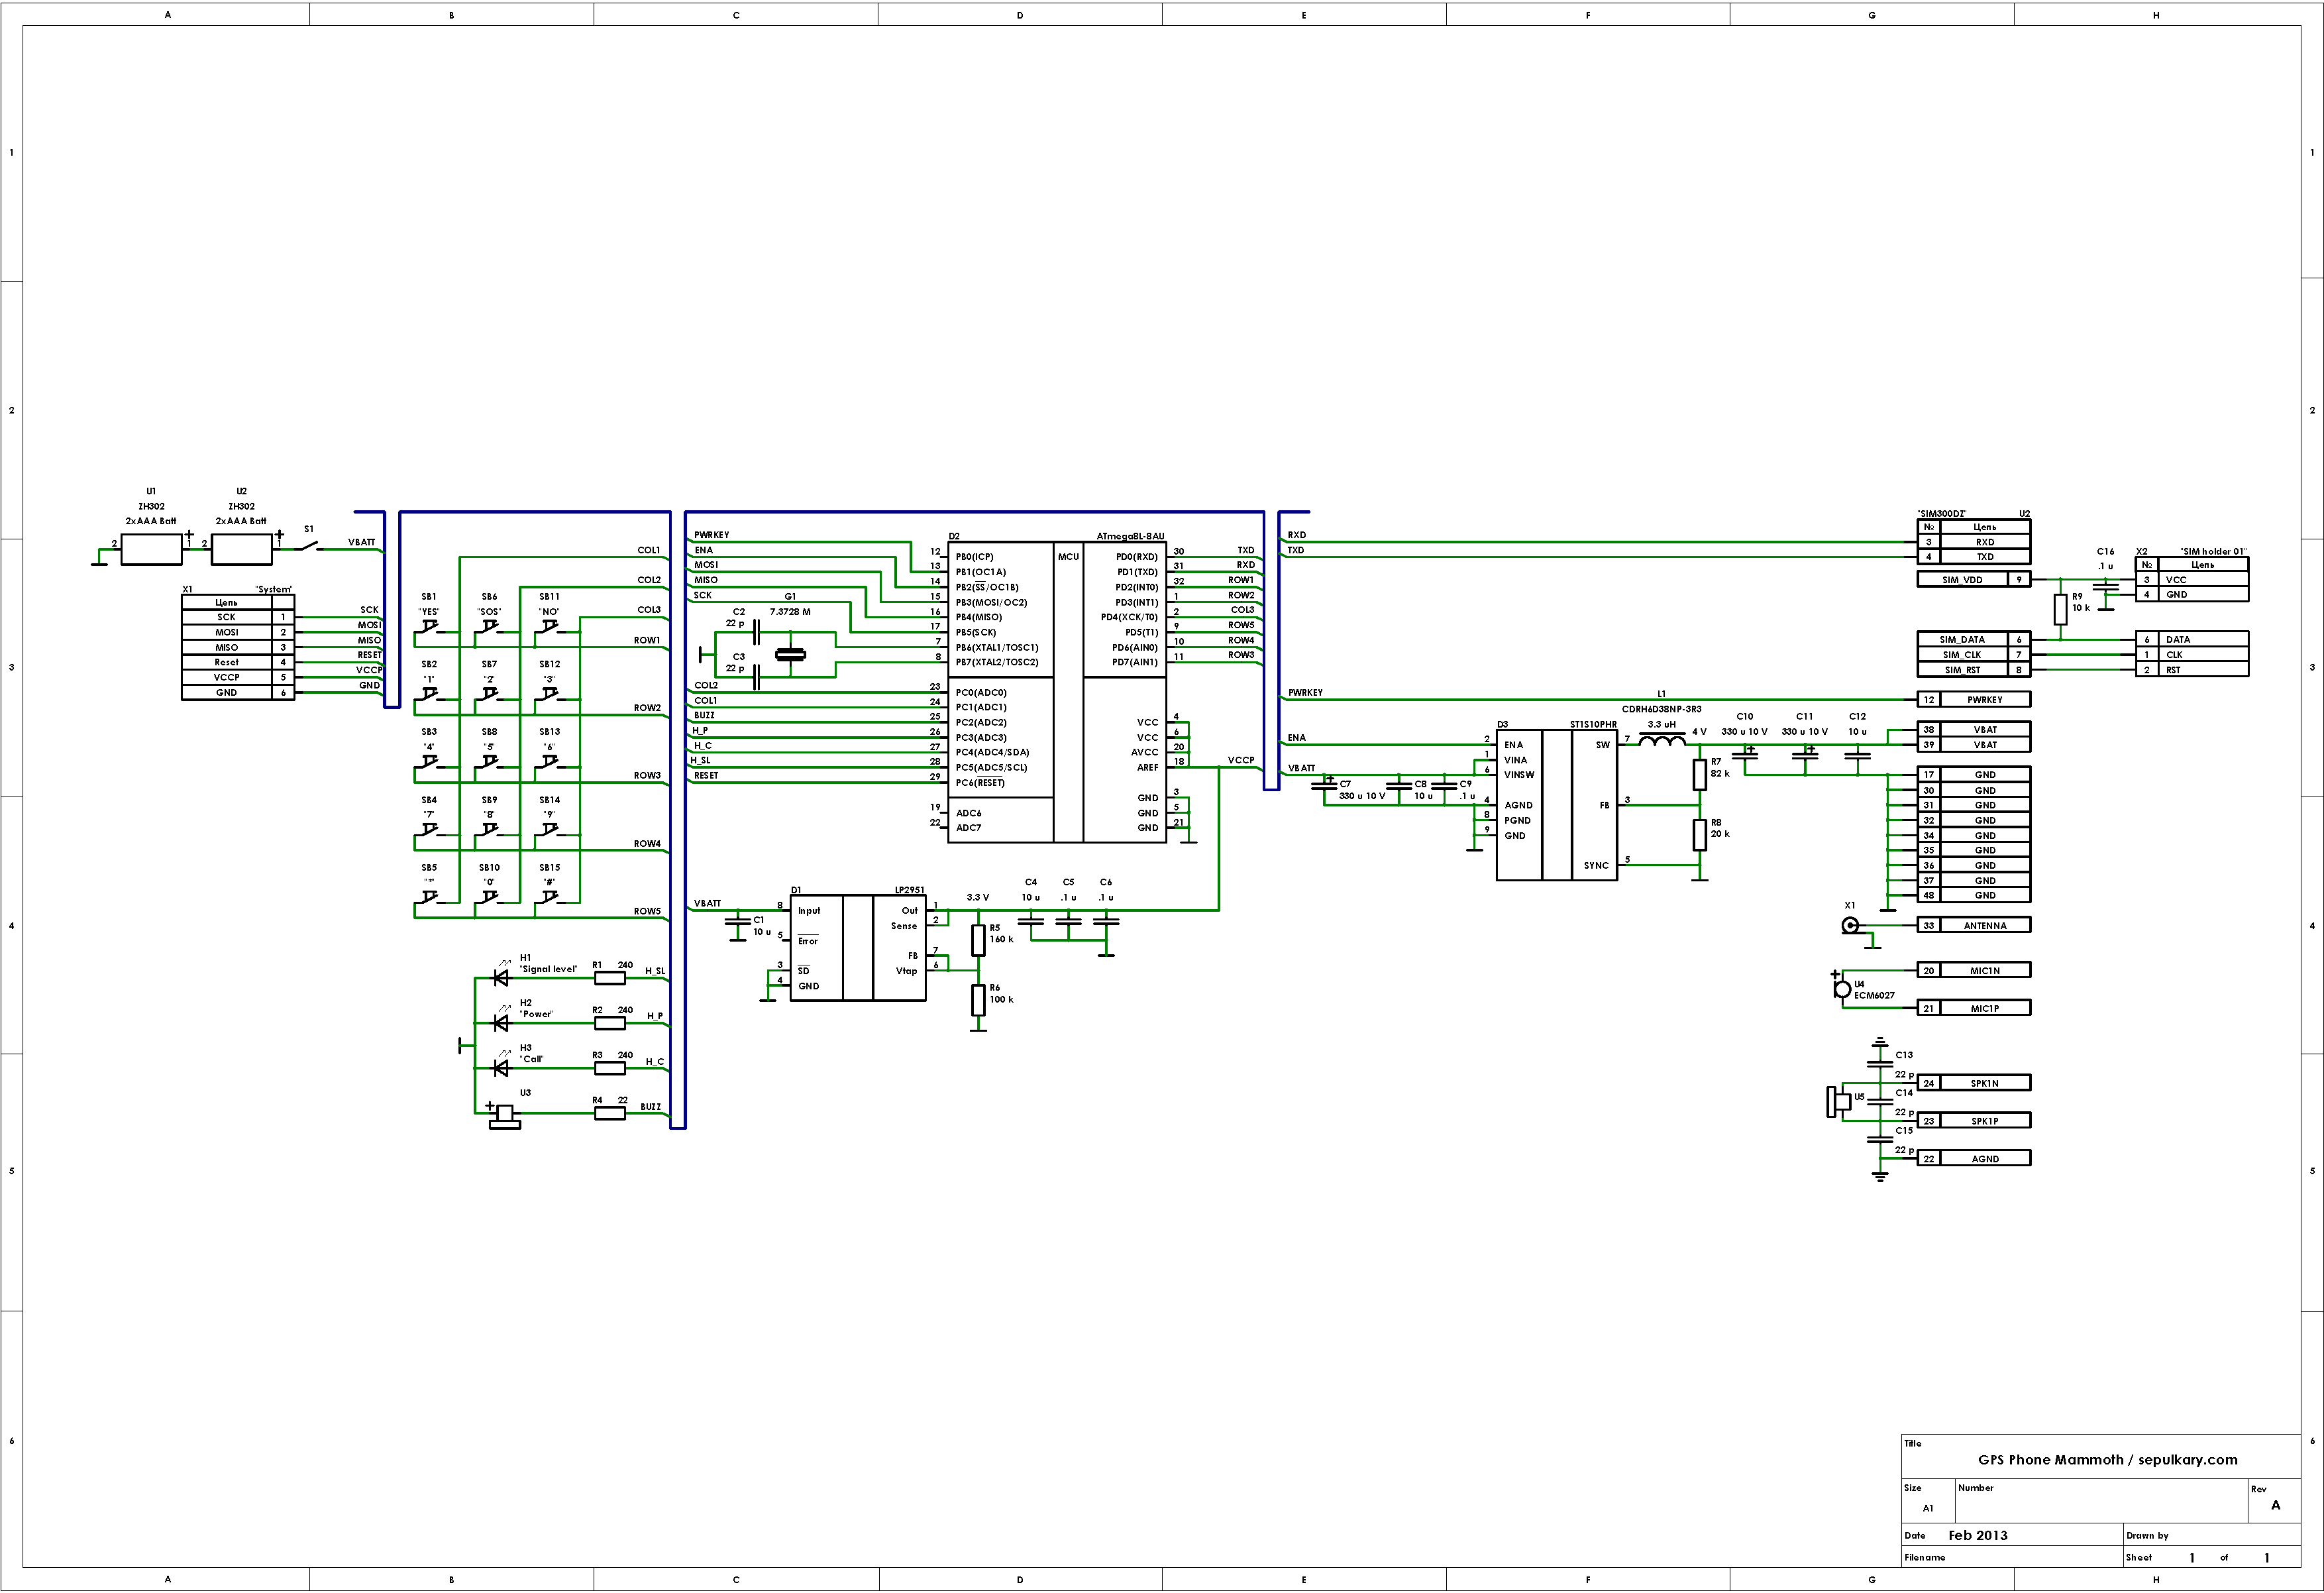 A B C D E F G H
1 1
2 2
3 3
4 4
5 5
6 6
U1
ZH302
2xAAA Batt
2 + 1
U2
ZH302
2xAAA Batt
2 + 1
S1
VBATT
X1 "System"
Цепь
SCK 1 SCK
MOSI 2 MOSI
MISO 3 MISO
Reset 4 RESET
VCCP 5 VCCP
GND 6 GND
COL1
COL2
COL3
SB1 SB6 SB11
"YES" "SOS" "NO"
ROW1
SB2 SB7 SB12
"1" "2" "3"
ROW2
SB3 SB8 SB13
"4" "5" "6"
ROW3
SB4 SB9 SB14
"7" "8" "9"
ROW4
SB5 SB10 SB15
"*" "0" "#"
ROW5
H1
"Signal level"
R1 240 H_SL
H2
"Power"
R2 240 H_P
H3
"Call"
R3 240 H_C
U3
+
R4 22 BUZZ
PWRKEY
ENA
MOSI
MISO
SCK
G1
7.3728 M
C2
22 p
C3
22 p
COL2
COL1
BUZZ
H_P
H_C
H_SL
RESET
D2 ATmega8L-8AU
MCU
12 PB0(ICP)
13 PB1(OC1A)
14 PB2(SS/OC1B)
15 PB3(MOSI/OC2)
16 PB4(MISO)
17 PB5(SCK)
7 PB6(XTAL1/TOSC1)
8 PB7(XTAL2/TOSC2)
23 PC0(ADC0)
24 PC1(ADC1)
25 PC2(ADC2)
26 PC3(ADC3)
27 PC4(ADC4/SDA)
28 PC5(ADC5/SCL)
29 PC6(RESET)
19 ADC6
22 ADC7
PD0(RXD) 30 TXD
PD1(TXD) 31 RXD
PD2(INT0) 32 ROW1
PD3(INT1) 1 ROW2
PD4(XCK/T0) 2 COL3
PD5(T1) 9 ROW5
PD6(AIN0) 10 ROW4
PD7(AIN1) 11 ROW3
VCC 4
VCC 6
AVCC 20
AREF 18 VCCP
GND 3
GND 5
GND 21
VBATT
C1
10 u
D1 LP2951
8 Input
5 Error
3 SD
4 GND
Out 1
Sense 2
FB 7
Vtap 6
3.3 V
R5
160 k
R6
100 k
C4 C5 C6
10 u .1 u .1 u
RXD
TXD
PWRKEY
ENA
VBATT
+
C7
330 u 10 V
C8
10 u
C9
.1 u
D3 ST1S10PHR
2 ENA
1 VINA
6 VINSW
4 AGND
8 PGND
9 GND
SW 7
FB 3
SYNC 5
L1
CDRH6D38NP-3R3
3.3 uH
4 V
R7
82 k
R8
20 k
C10 C11 C12
330 u 10 V 330 u 10 V 10 u
+ +
"SIM300DZ" U2
№ Цепь
3 RXD
4 TXD
SIM_VDD 9
SIM_DATA 6
SIM_CLK 7
SIM_RST 8
12 PWRKEY
38 VBAT
39 VBAT
17 GND
30 GND
31 GND
32 GND
34 GND
35 GND
36 GND
37 GND
48 GND
X1
33 ANTENNA
+
20 MIC1N
U4
ECM6027
21 MIC1P
C13
22 p
24 SPK1N
U5
C14
22 p
23 SPK1P
C15
22 p
22 AGND
R9
10 k
C16
.1 u
X2 "SIM holder 01"
№ Цепь
3 VCC
4 GND
6 DATA
1 CLK
2 RST
Title
GPS Phone Mammoth / sepulkary.com
Size Number Rev
A1 A
Date Feb 2013 Drawn by
Filename Sheet 1 of 1
A B C D E F G H